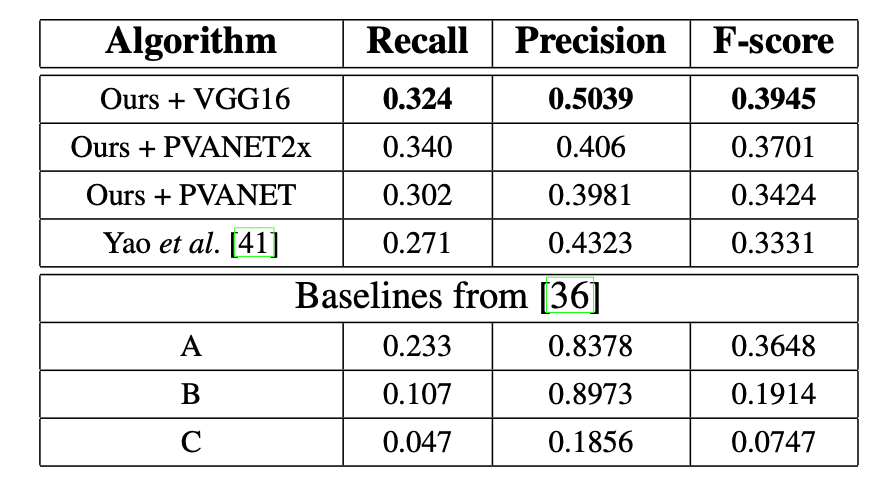 Algorithm Recall Precision F-score
Ours + VGG16 0.324 0.5039 0.3945
Ours + PVANET2x 0.340 0.406 0.3701
Ours + PVANET 0.302 0.3981 0.3424
Yao et al. [41] 0.271 0.4323 0.3331
Baselines from [36]
A 0.233 0.8378 0.3648
B 0.107 0.8973 0.1914
C 0.047 0.1856 0.0747